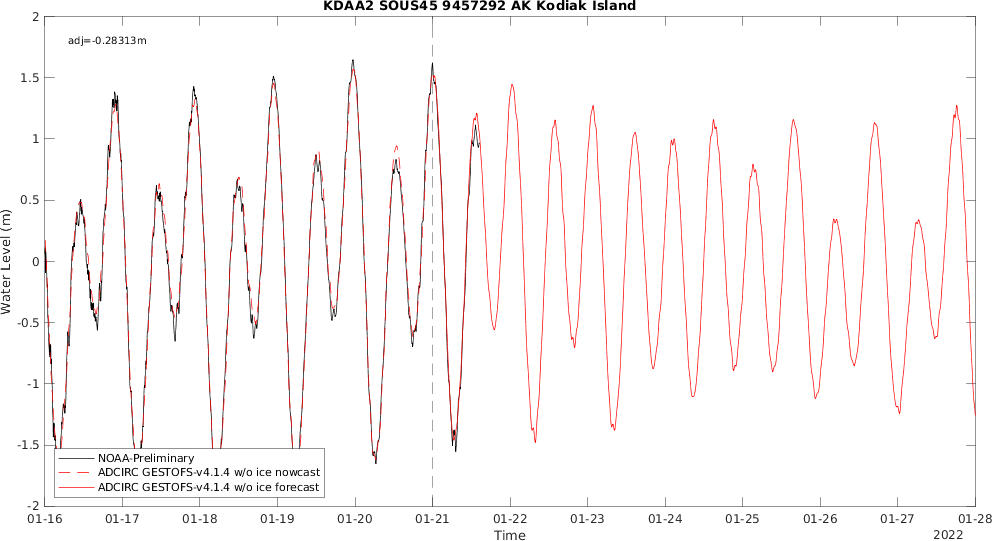 KDAA2 SOUS45 9457292 AK Kodiak Island
adj=-0.28313m
2
1.5
1
0.5
0
-0.5
-1
-1.5
-2
Water Level (m)
NOAA-Preliminary
ADCIRC GESTOFS-v4.1.4 w/o ice nowcast
ADCIRC GESTOFS-v4.1.4 w/o ice forecast
01-16 01-17 01-18 01-19 01-20 01-21 01-22 01-23 01-24 01-25 01-26 01-27 01-28
Time
2022